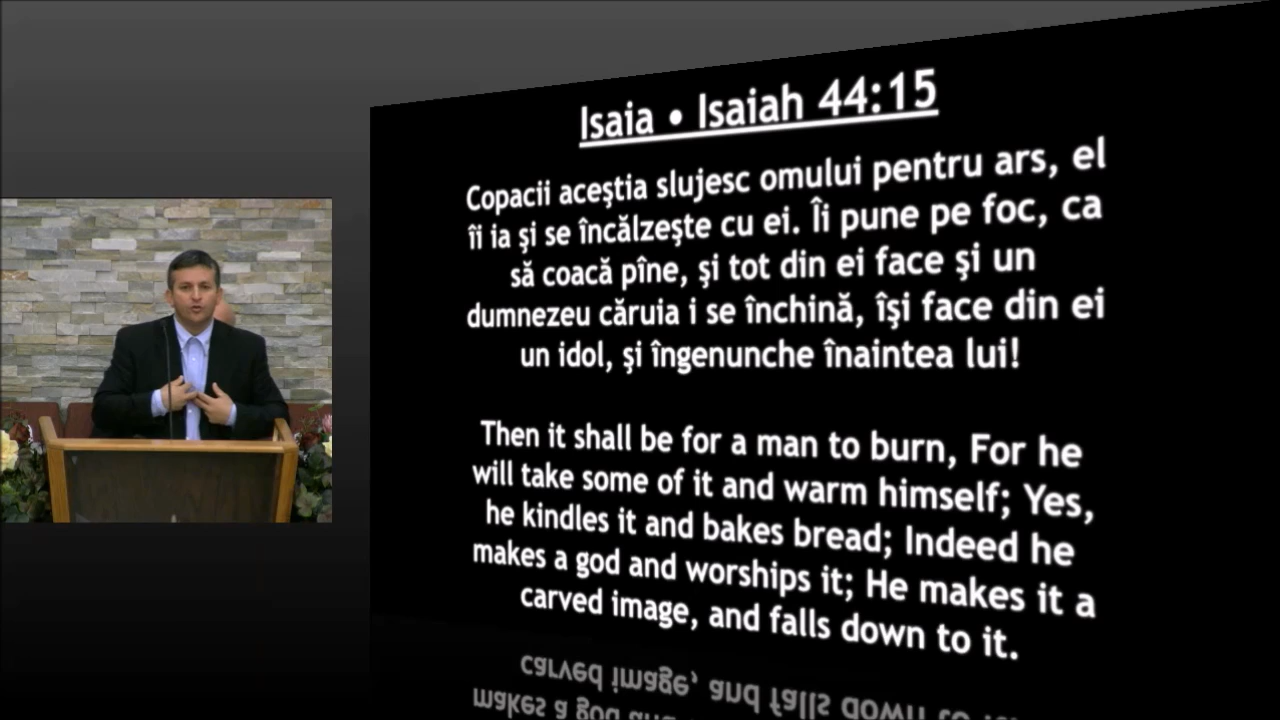 Isaia • Isaiah 44:15
Copacii aceştia slujesc omului pentru ars, el
îi ia şi se încălzeşte cu ei. Îi pune pe foc, ca
să coacă pîne, şi tot din ei face şi un
dumnezeu căruia i se închină, îşi face din ei
un idol, şi îngenunche înaintea lui!
Then it shall be for a man to burn, For he
will take some of it and warm himself; Yes,
he kindles it and bakes bread; Indeed he
makes a god and worships it; He makes it a
carved image, and falls down to it.